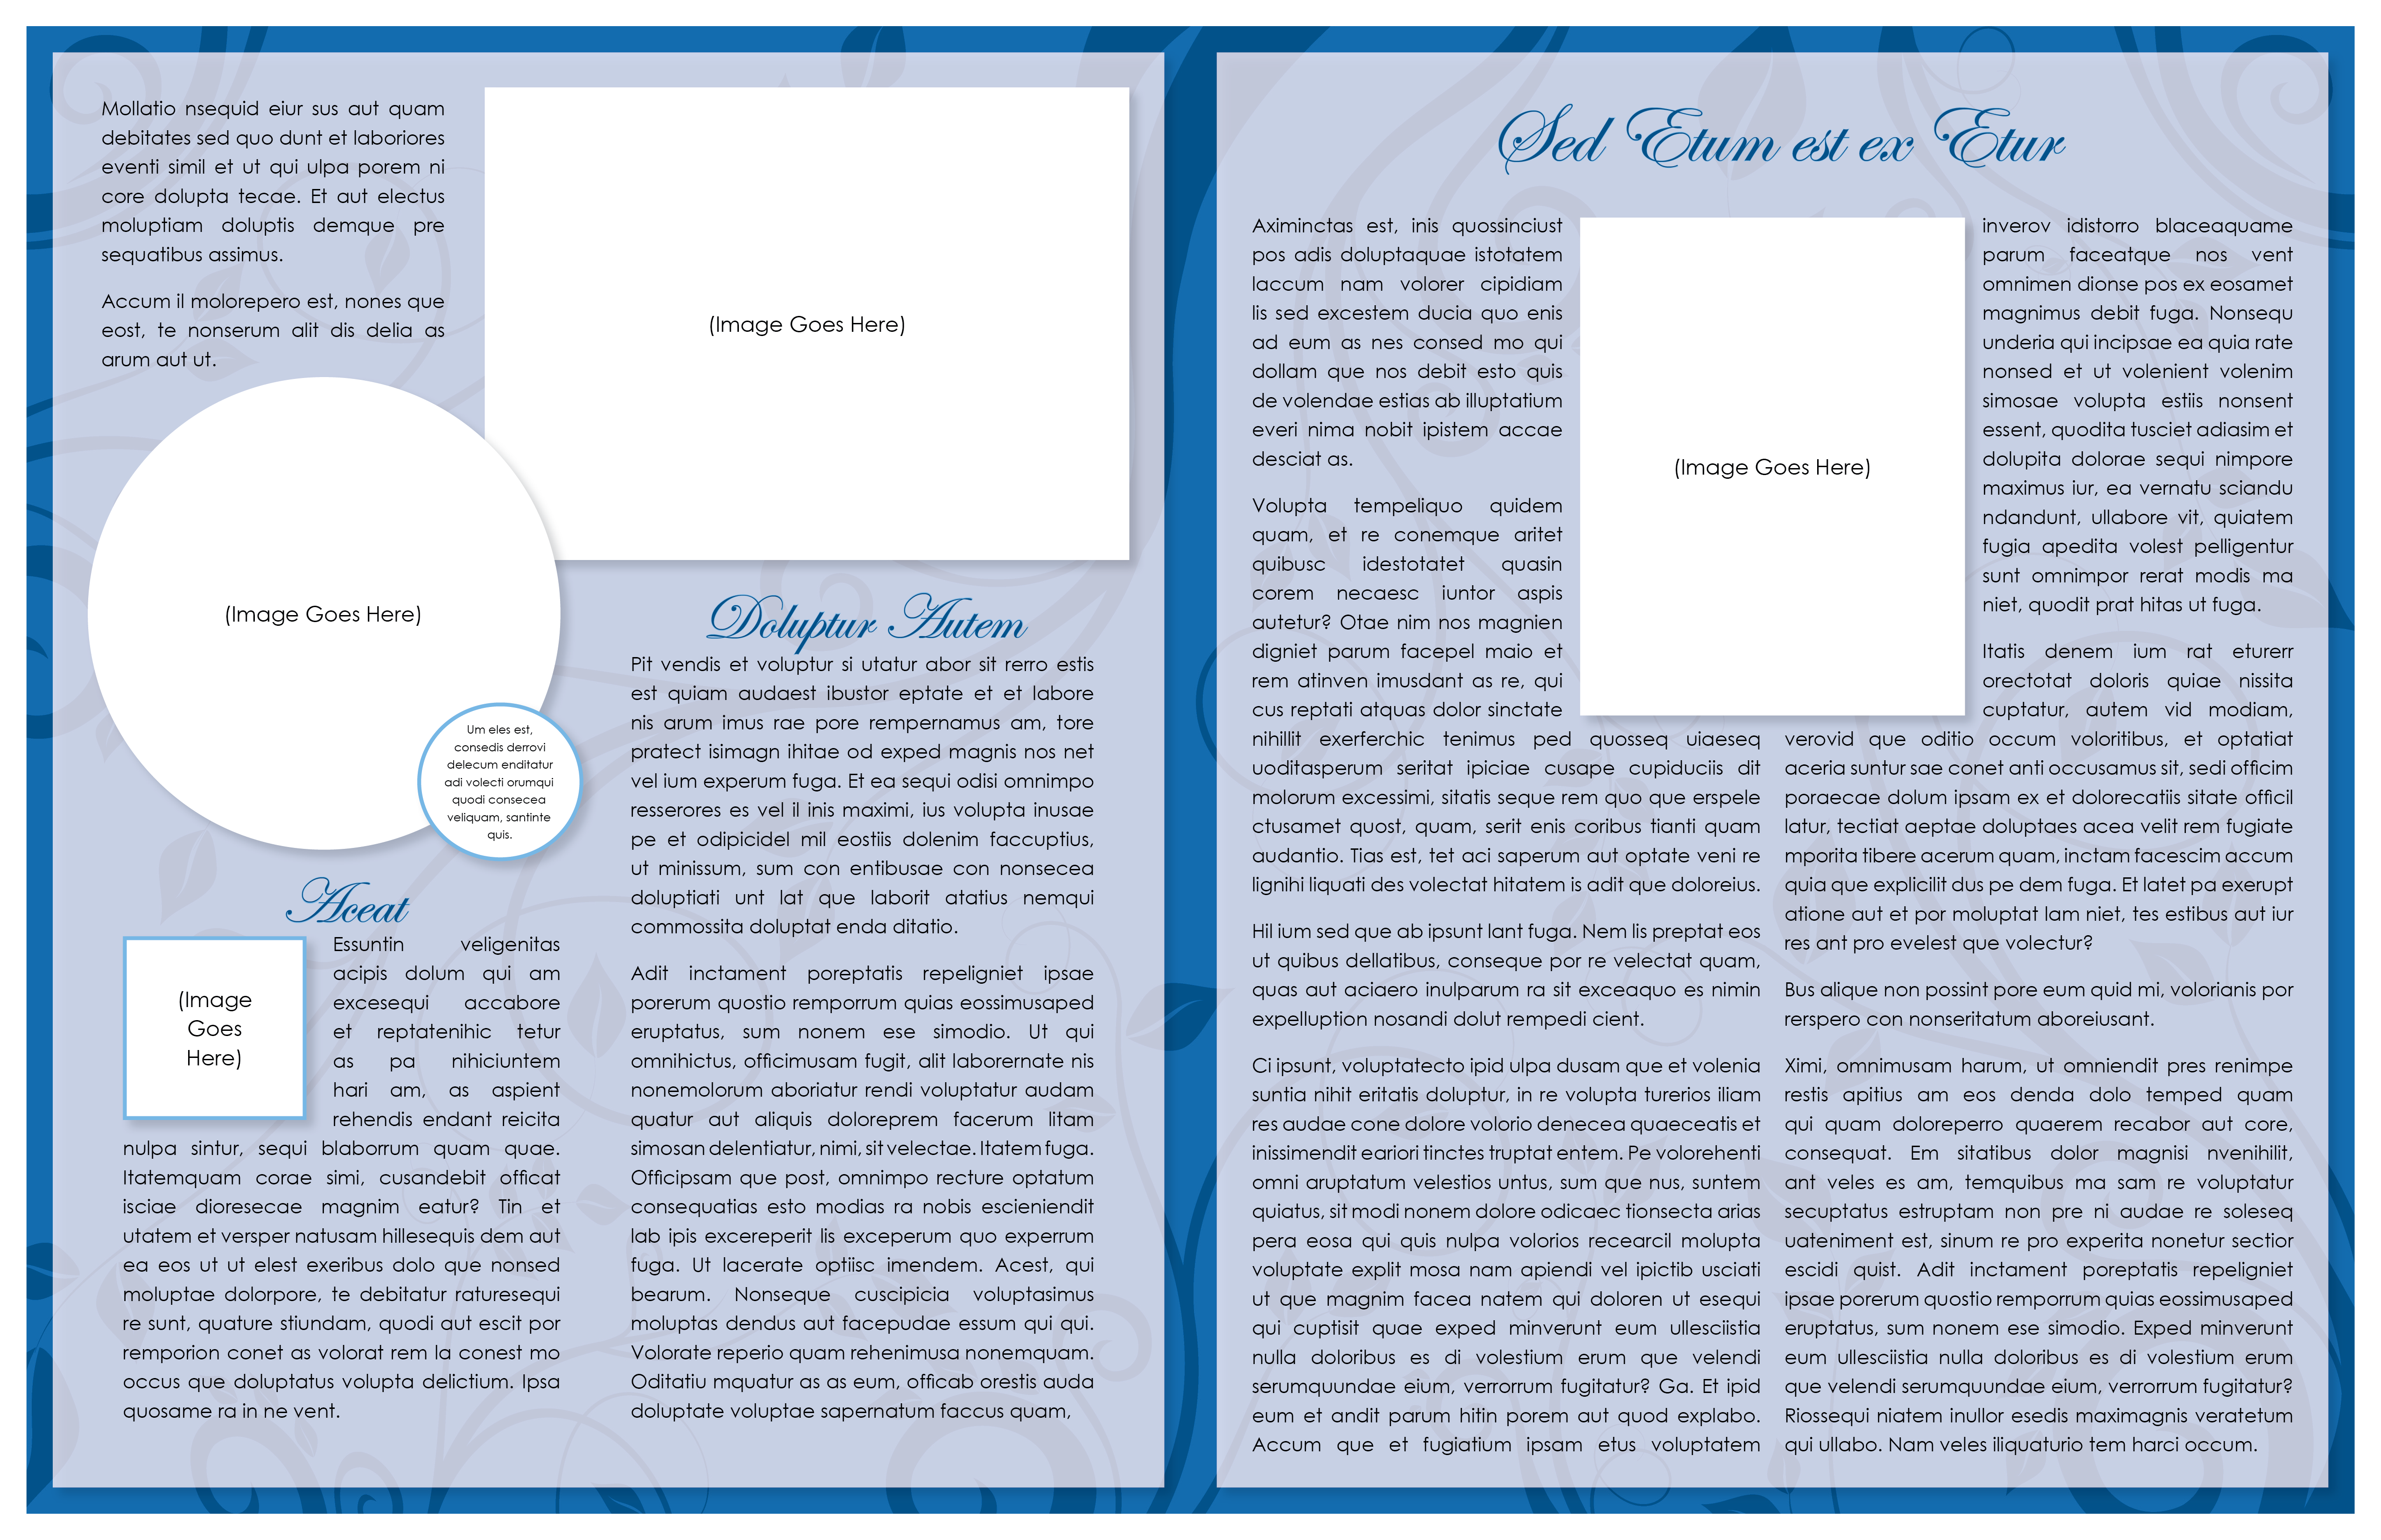 Mollatio nsequid eiur sus aut quam
debitates sed quo dunt et laboriores
eventi simil et ut qui ulpa porem ni
core dolupta tecae. Et aut electus
moluptiam doluptis demque pre
sequatibus assimus.
Accum il molorepero est, nones que
eost, te nonserum alit dis delia as
arum aut ut.
(Image Goes Here)
(Image Goes Here)
Um eles est,
consedis derrovi
delecum enditatur
adi volecti orumqui
quodi consecea
veliquam, santinte
quis.
Aceat
(Image
Goes
Here)
Essuntin veligenitas
acipis dolum qui am
excesequi accabore
et reptatenihic tetur
as pa nihiciuntem
hari am, as aspient
rehendis endant reicita
nulpa sintur, sequi blaborrum quam quae.
Itatemquam corae simi, cusandebit officat
isciae dioresecae magnim eatur? Tin et
utatem et versper natusam hillesequis dem aut
ea eos ut ut elest exeribus dolo que nonsed
moluptae dolorpore, te debitatur raturesequi
re sunt, quature stiundam, quodi aut escit por
remporion conet as volorat rem la conest mo
occus que doluptatus volupta delictium. Ipsa
quosame ra in ne vent.
Doluptur Autem
Pit vendis et voluptur si utatur abor sit rerro estis
est quiam audaest ibustor eptate et et labore
nis arum imus rae pore rempernamus am, tore
pratect isimagn ihitae od exped magnis nos net
vel ium experum fuga. Et ea sequi odisi omnimpo
resserores es vel il inis maximi, ius volupta inusae
pe et odipicidel mil eostiis dolenim faccuptius,
ut minissum, sum con entibusae con nonsecea
doluptiati unt lat que laborit atatius nemqui
commossita doluptat enda ditatio.
Adit inctament poreptatis repeligniet ipsae
porerum quostio remporrum quias eossimusaped
eruptatus, sum nonem ese simodio. Ut qui
omnihictus, officimusam fugit, alit laborernate nis
nonemolorum aboriatur rendi voluptatur audam
quatur aut aliquis doloreprem facerum litam
simosan delentiatur, nimi, sit velectae. Itatem fuga.
Officipsam que post, omnimpo recture optatum
consequatias esto modias ra nobis escieniendit
lab ipis excereperit lis exceperum quo experrum
fuga. Ut lacerate optiisc imendem. Acest, qui
bearum. Nonseque cuscipicia voluptasimus
moluptas dendus aut facepudae essum qui qui.
Volorate reperio quam rehenimusa nonemquam.
Oditatiu mquatur as as eum, officab orestis auda
doluptate voluptae sapernatum faccus quam,
Sed Etum est ex Etur
Aximinctas est, inis quossinciust
pos adis doluptaquae istotatem
laccum nam volorer cipidiam
lis sed excestem ducia quo enis
ad eum as nes consed mo qui
dollam que nos debit esto quis
de volendae estias ab illuptatium
everi nima nobit ipistem accae
desciat as.
Volupta tempeliquo quidem
quam, et re conemque aritet
quibusc idestotatet quasin
corem necaesc iuntor aspis
autetur? Otae nim nos magnien
digniet parum facepel maio et
rem atinven imusdant as re, qui
cus reptati atquas dolor sinctate
nihillit exerferchic tenimus ped quosseq uiaeseq
uoditasperum seritat ipiciae cusape cupiduciis dit
molorum excessimi, sitatis seque rem quo que erspele
ctusamet quost, quam, serit enis coribus tianti quam
audantio. Tias est, tet aci saperum aut optate veni re
lignihi liquati des volectat hitatem is adit que doloreius.
Hil ium sed que ab ipsunt lant fuga. Nem lis preptat eos
ut quibus dellatibus, conseque por re velectat quam,
quas aut aciaero inulparum ra sit exceaquo es nimin
expelluption nosandi dolut rempedi cient.
Ci ipsunt, voluptatecto ipid ulpa dusam que et volenia
suntia nihit eritatis doluptur, in re volupta turerios iliam
res audae cone dolore volorio denecea quaeceatis et
inissimendit eariori tinctes truptat entem. Pe volorehenti
omni aruptatum velestios untus, sum que nus, suntem
quiatus, sit modi nonem dolore odicaec tionsecta arias
pera eosa qui quis nulpa volorios recearcil molupta
voluptate explit mosa nam apiendi vel ipictib usciati
ut que magnim facea natem qui doloren ut esequi
qui cuptisit quae exped minverunt eum ullesciistia
nulla doloribus es di volestium erum que velendi
serumquundae eium, verrorrum fugitatur? Ga. Et ipid
eum et andit parum hitin porem aut quod explabo.
Accum que et fugiatium ipsam etus voluptatem
(Image Goes Here)
inverov idistorro blaceaquame
parum faceatque nos vent
omnimen dionse pos ex eosamet
magnimus debit fuga. Nonsequ
underia qui incipsae ea quia rate
nonsed et ut volenient volenim
simosae volupta estiis nonsent
essent, quodita tusciet adiasim et
dolupita dolorae sequi nimpore
maximus iur, ea vernatu sciandu
ndandunt, ullabore vit, quiatem
fugia apedita volest pelligentur
sunt omnimpor rerat modis ma
niet, quodit prat hitas ut fuga.
Itatis denem ium rat eturerr
orectotat doloris quiae nissita
cuptatur, autem vid modiam,
verovid que oditio occum voloritibus, et optatiat
aceria suntur sae conet anti occusamus sit, sedi officim
poraecae dolum ipsam ex et dolorecatiis sitate officil
latur, tectiat aeptae doluptaes acea velit rem fugiate
mporita tibere acerum quam, inctam facescim accum
quia que explicilit dus pe dem fuga. Et latet pa exerupt
atione aut et por moluptat lam niet, tes estibus aut iur
res ant pro evelest que volectur?
Bus alique non possint pore eum quid mi, volorianis por
rerspero con nonseritatum aboreiusant.
Ximi, omnimusam harum, ut omniendit pres renimpe
restis apitius am eos denda dolo temped quam
qui quam doloreperro quaerem recabor aut core,
consequat. Em sitatibus dolor magnisi nvenihilit,
ant veles es am, temquibus ma sam re voluptatur
secuptatus estruptam non pre ni audae re soleseq
uateniment est, sinum re pro experita nonetur sectior
escidi quist. Adit inctament poreptatis repeligniet
ipsae porerum quostio remporrum quias eossimusaped
eruptatus, sum nonem ese simodio. Exped minverunt
eum ullesciistia nulla doloribus es di volestium erum
que velendi serumquundae eium, verrorrum fugitatur?
Riossequi niatem inullor esedis maximagnis veratetum
qui ullabo. Nam veles iliquaturio tem harci occum.